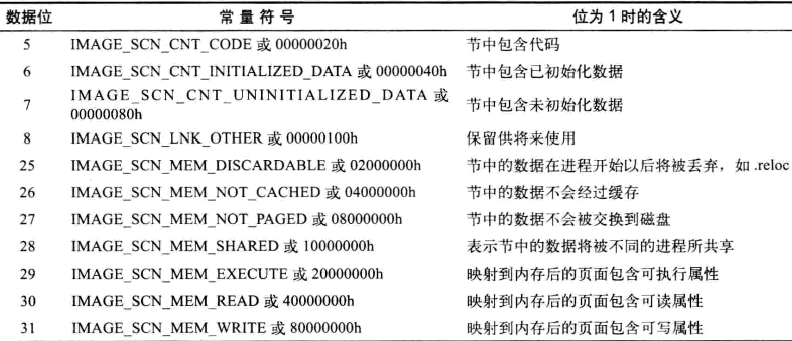 数据位 常量符号 位为1时的含义
5 IMAGE_SCN_CNT_CODE 或 00000020h 节中包含代码
6 IMAGE_SCN_CNT_INITIALIZED_DATA 或 00000040h 节中包含已初始化数据
7 IMAGE_SCN_CNT_UNINITIALIZED_DATA 或 节中包含未初始化数据
00000080h
8 IMAGE_SCN_LNK_OTHER 或 00000100h 保留供将来使用
25 IMAGE_SCN_MEM_DISCARDABLE 或 02000000h 节中的数据在进程开始以后将被丢弃，如 .reloc
26 IMAGE_SCN_MEM_NOT_CACHED 或 04000000h 节中的数据不会经过缓存
27 IMAGE_SCN_MEM_NOT_PAGED 或 08000000h 节中的数据不会被交换到磁盘
28 IMAGE_SCN_MEM_SHARED 或 10000000h 表示节中的数据将被不同的进程所共享
29 IMAGE_SCN_MEM_EXECUTE 或 20000000h 映射到内存后的页面包含可执行属性
30 IMAGE_SCN_MEM_READ 或 40000000h 映射到内存后的页面包含可读属性
31 IMAGE_SCN_MEM_WRITE 或 80000000h 映射到内存后的页面包含可写属性